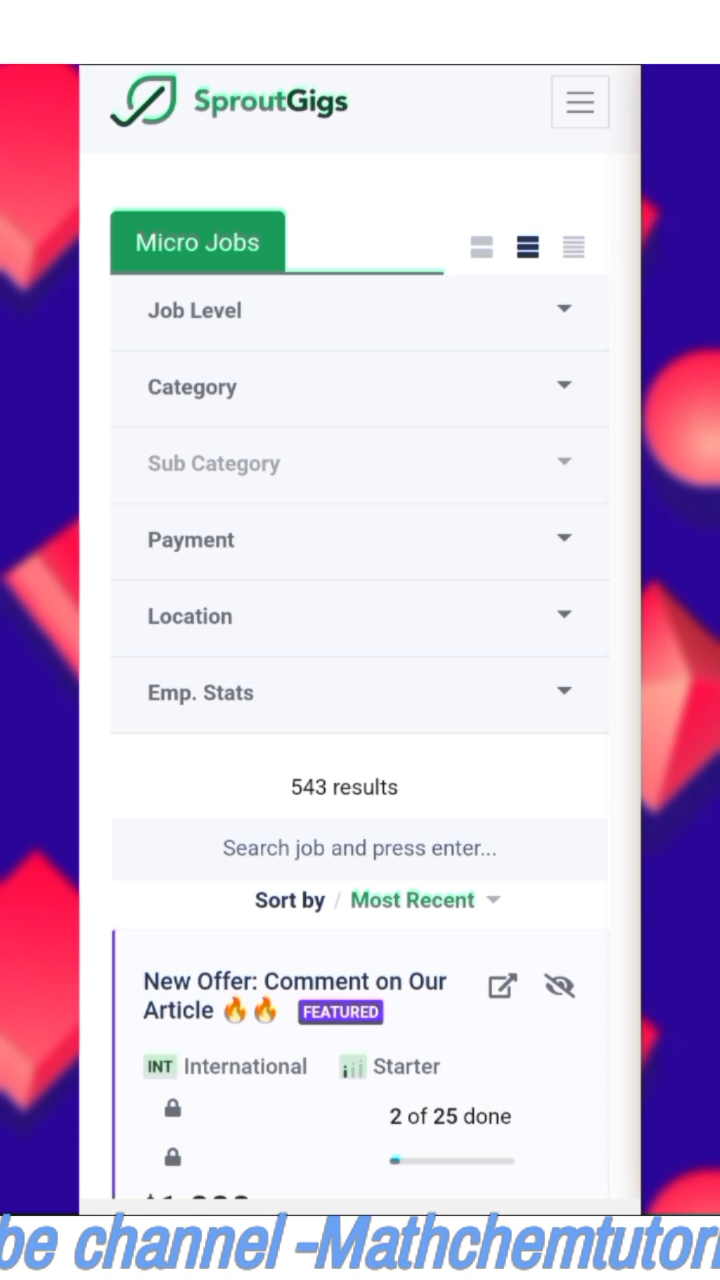 SproutGigs
Micro Jobs
Job Level
Category
Sub Category
Payment
Location
Emp. Stats
543 results
Search job and press enter...
Sort by / Most Recent
New Offer: Comment on Our
Article 🔥🔥 FEATURED
INT International Starter
2 of 25 done
be channel -Mathchemtutor